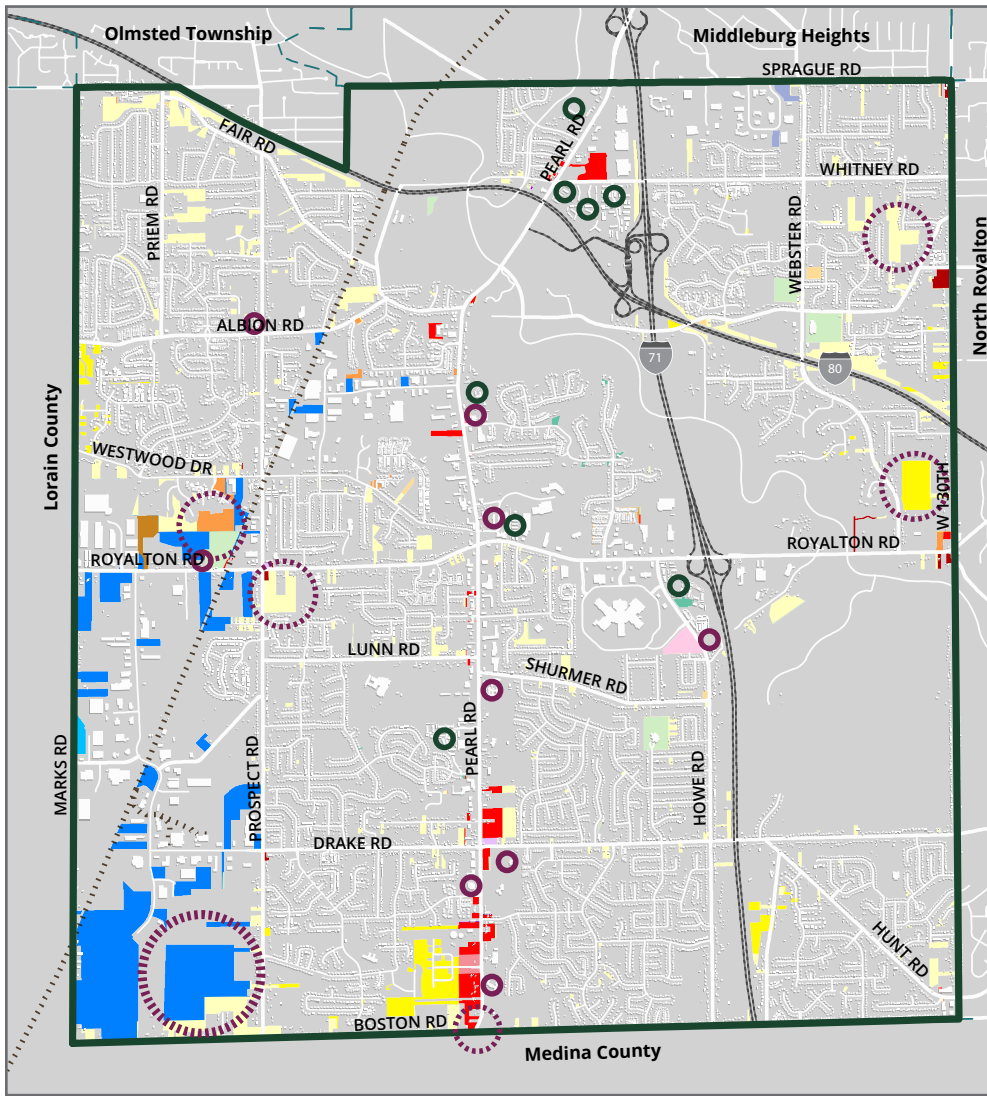 Olmsted Township
Middleburg Heights
SPRAGUE RD
FAIR RD
PEARL RD
WHITNEY RD
PRIEM RD
WEBSTER RD
North Royalton
ALBION RD
71
80
Lorain County
WESTWOOD DR
W 130TH
ROYALTON RD
ROYALTON RD
LUNN RD
SHURMER RD
MARKS RD
PROSPECT RD
PEARL RD
HOWE RD
DRAKE RD
HUNT RD
BOSTON RD
Medina County